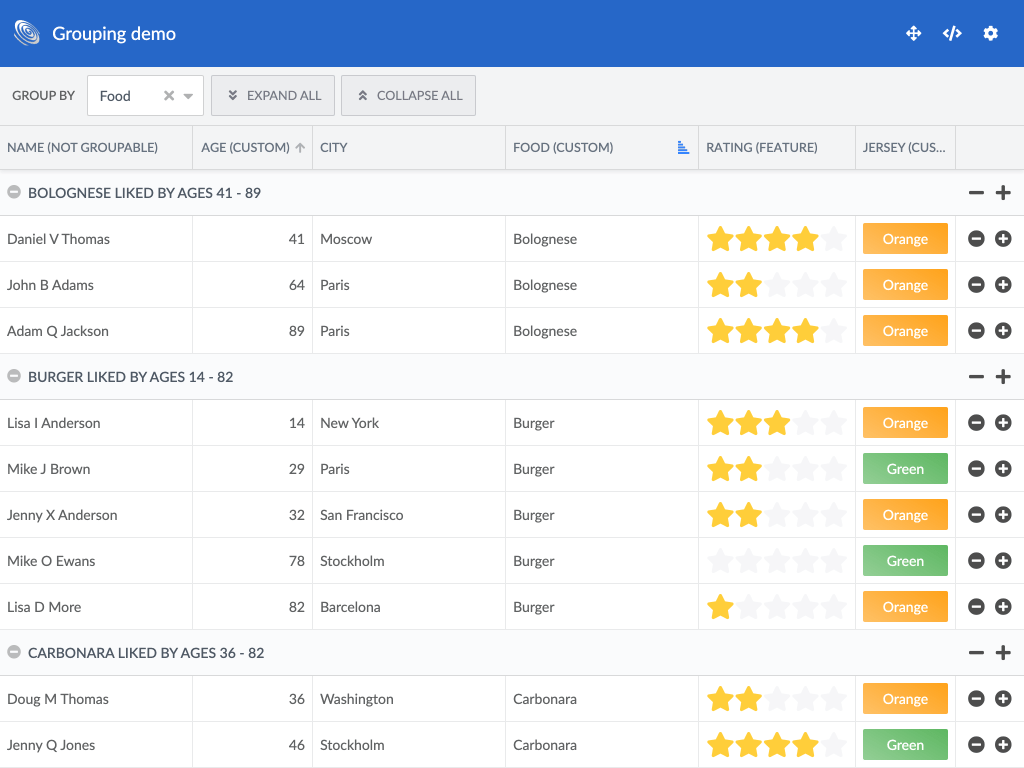 Grouping demo
GROUP BY Food EXPAND ALL COLLAPSE ALL
NAME (NOT GROUPABLE) AGE (CUSTOM) CITY FOOD (CUSTOM) RATING (FEATURE) JERSEY (CUS...
BOLOGNESE LIKED BY AGES 41 - 89
Daniel V Thomas 41 Moscow Bolognese Orange
John B Adams 64 Paris Bolognese Orange
Adam Q Jackson 89 Paris Bolognese Orange
BURGER LIKED BY AGES 14 - 82
Lisa I Anderson 14 New York Burger Orange
Mike J Brown 29 Paris Burger Green
Jenny X Anderson 32 San Francisco Burger Orange
Mike O Ewans 78 Stockholm Burger Green
Lisa D More 82 Barcelona Burger Orange
CARBONARA LIKED BY AGES 36 - 82
Doug M Thomas 36 Washington Carbonara Orange
Jenny Q Jones 46 Stockholm Carbonara Green